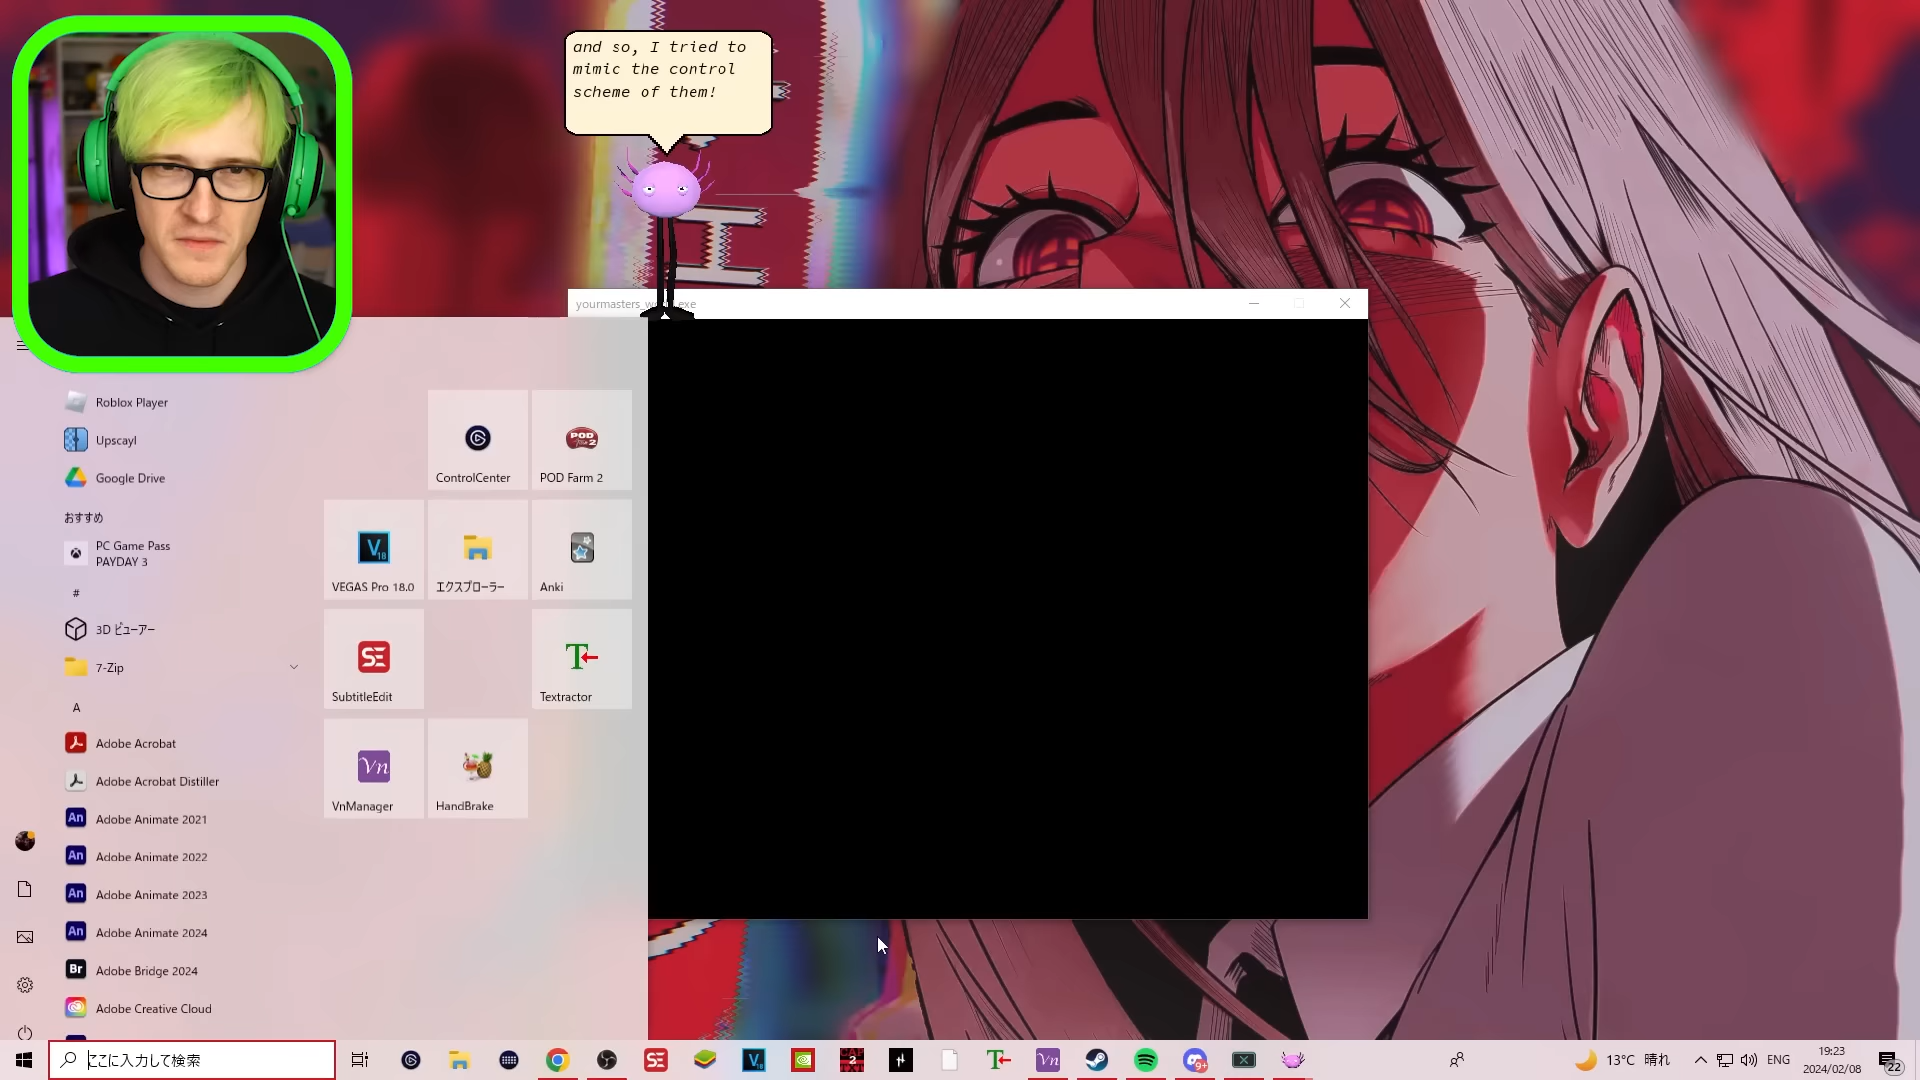 and so, I tried to
mimic the control
scheme of them!
Roblox Player
Upscayl
Google Drive
おすすめ
PC Game Pass
PAYDAY 3
#
3D ビューアー
7-Zip
A
Adobe Acrobat
Adobe Acrobat Distiller
Adobe Animate 2021
Adobe Animate 2022
Adobe Animate 2023
Adobe Animate 2024
Adobe Bridge 2024
Adobe Creative Cloud
ControlCenter
POD Farm 2
VEGAS Pro 18.0
エクスプローラー
Anki
SubtitleEdit
Textractor
VnManager
HandBrake
ここに入力して検索
13°C 晴れ
ENG
19:23
2024/02/08
22